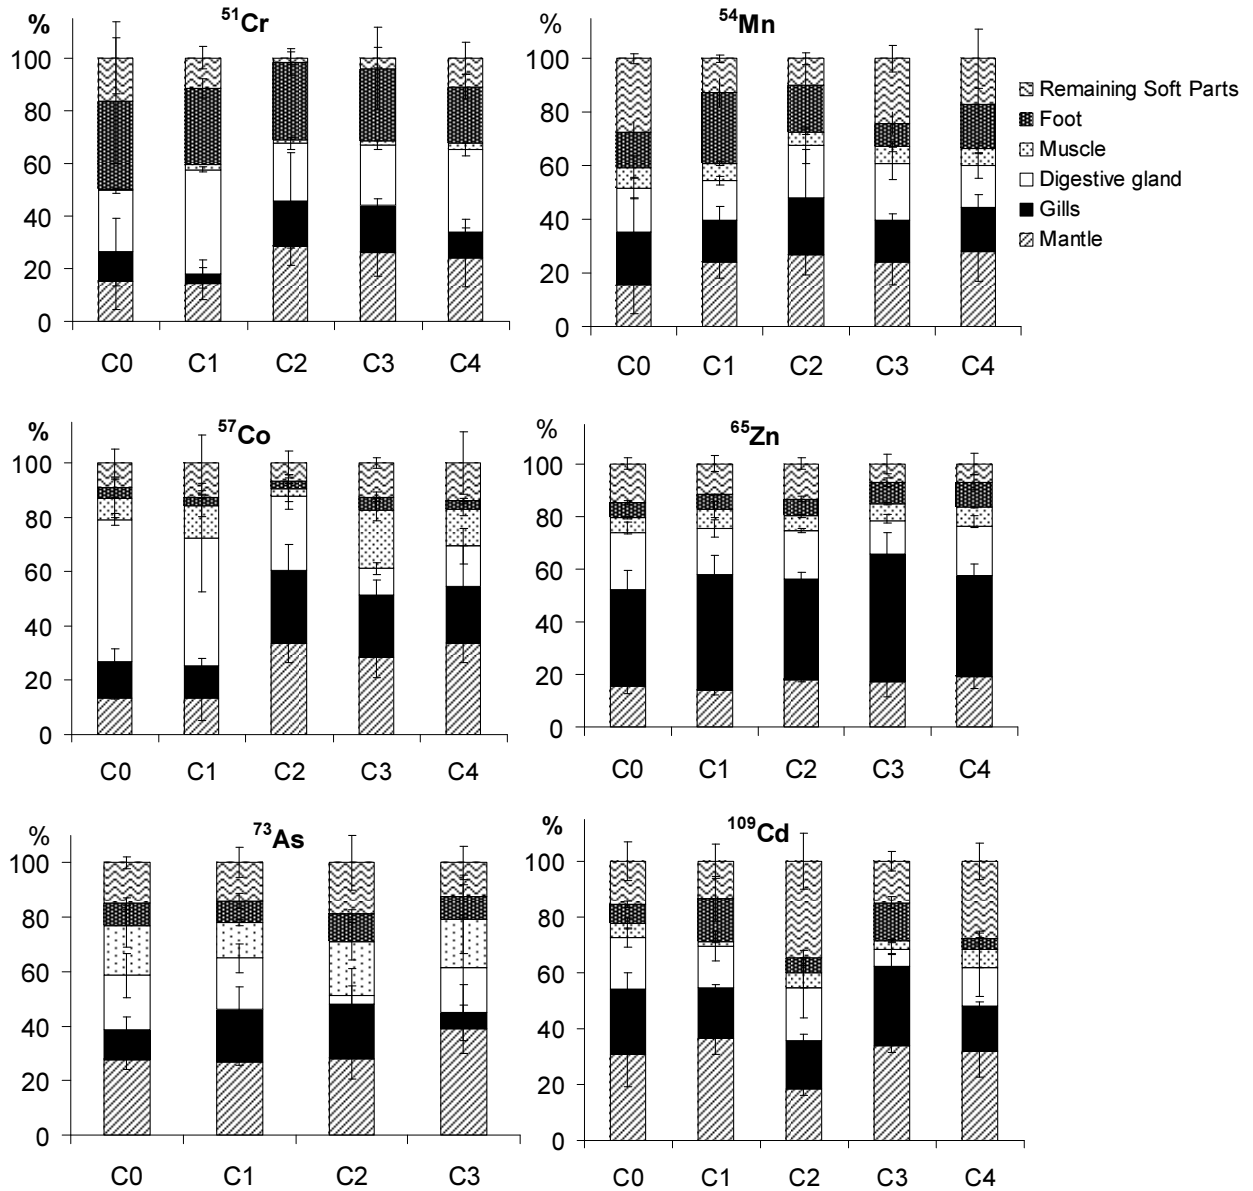 %
⁵¹Cr
100
80
60
40
20
0
C0 C1 C2 C3 C4
%
⁵⁴Mn
100
80
60
40
20
0
C0 C1 C2 C3 C4
Remaining Soft Parts
Foot
Muscle
Digestive gland
Gills
Mantle
%
⁵⁷Co
100
80
60
40
20
0
C0 C1 C2 C3 C4
%
⁶⁵Zn
100
80
60
40
20
0
C0 C1 C2 C3 C4
%
⁷³As
100
80
60
40
20
0
C0 C1 C2 C3
%
¹⁰⁹Cd
100
80
60
40
20
0
C0 C1 C2 C3 C4